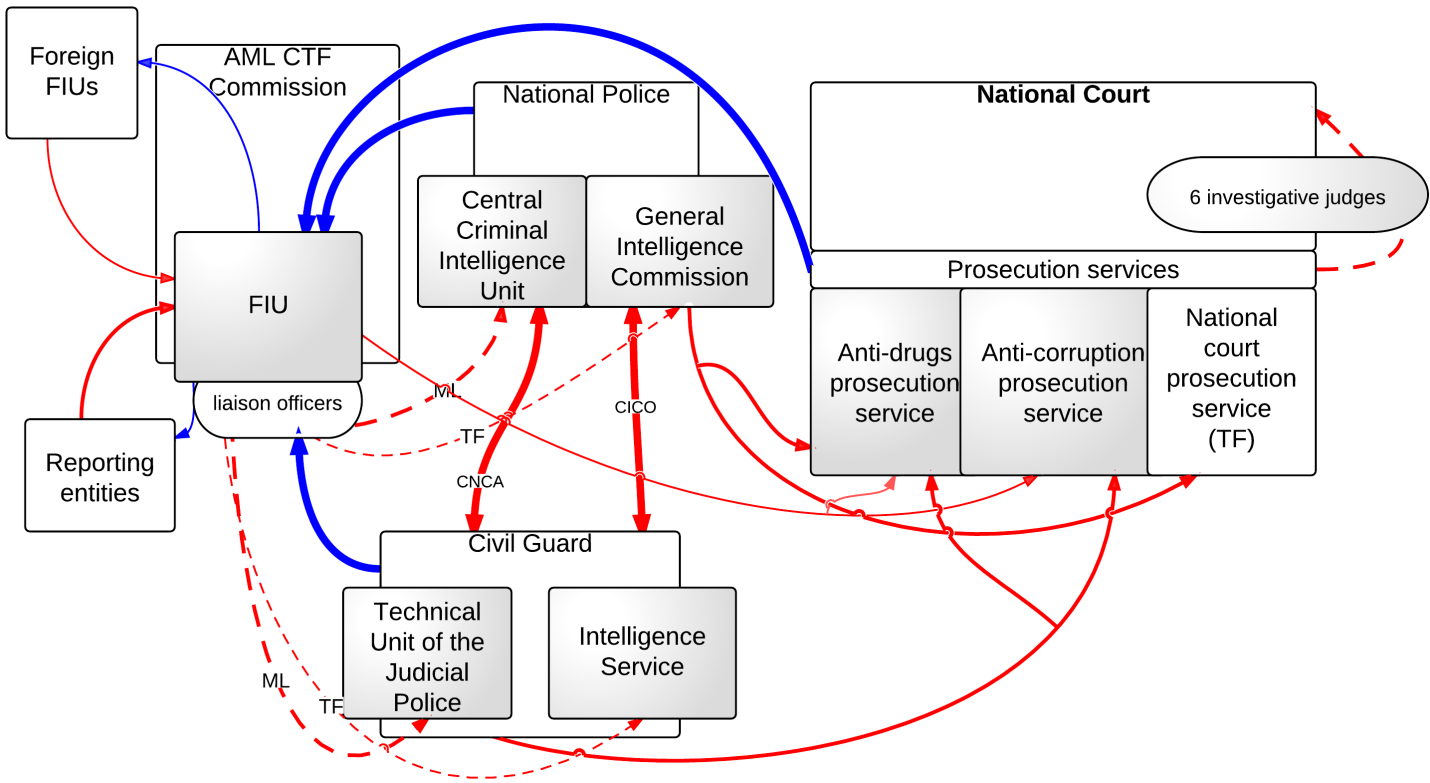 Foreign
FIUs
AML CTF
Commission
National Police
National Court
Central
Criminal
Intelligence
Unit
General
Intelligence
Commission
6 investigative judges
Prosecution services
FIU
Anti-drugs
prosecution
service
Anti-corruption
prosecution
service
National
court
prosecution
service
(TF)
liaison officers
ML
CICO
TF
CNCA
Reporting
entities
Civil Guard
Technical
Unit of the
Judicial
Police
Intelligence
Service
ML
TF